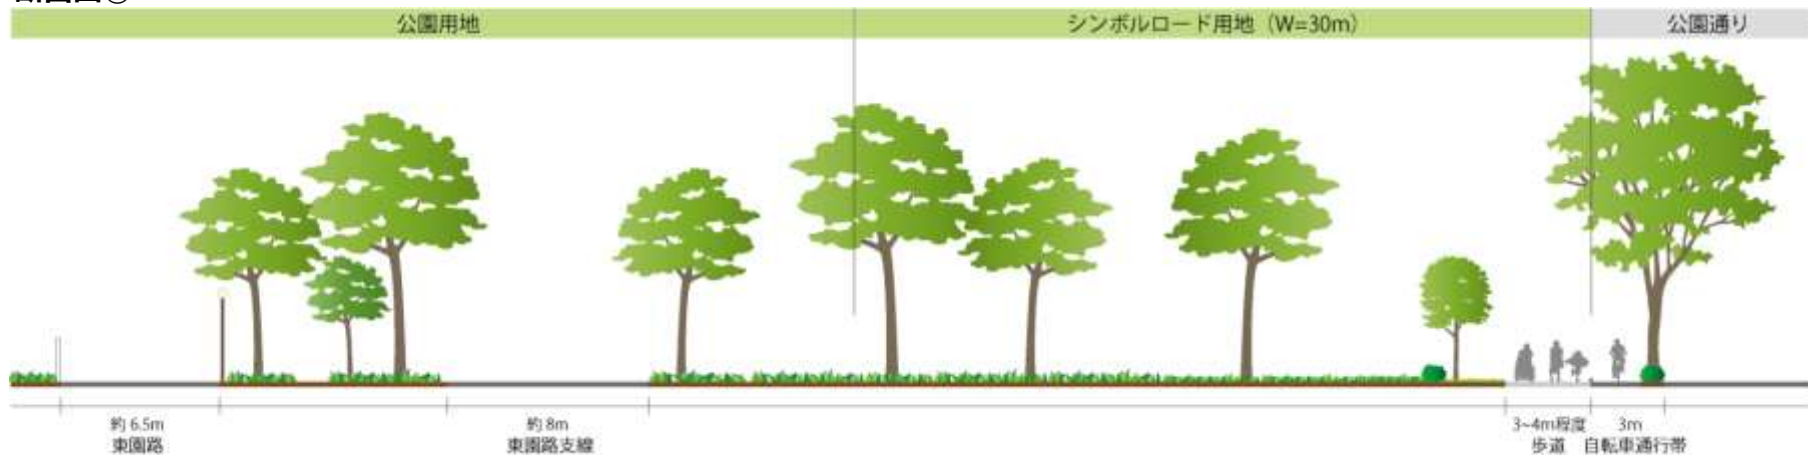 公園用地
シンボルロード用地（W=30m）
公園通り
約 6.5m
東園路
約 8m
東園路支線
3~4m程度
歩道
3m
自転車通行帯